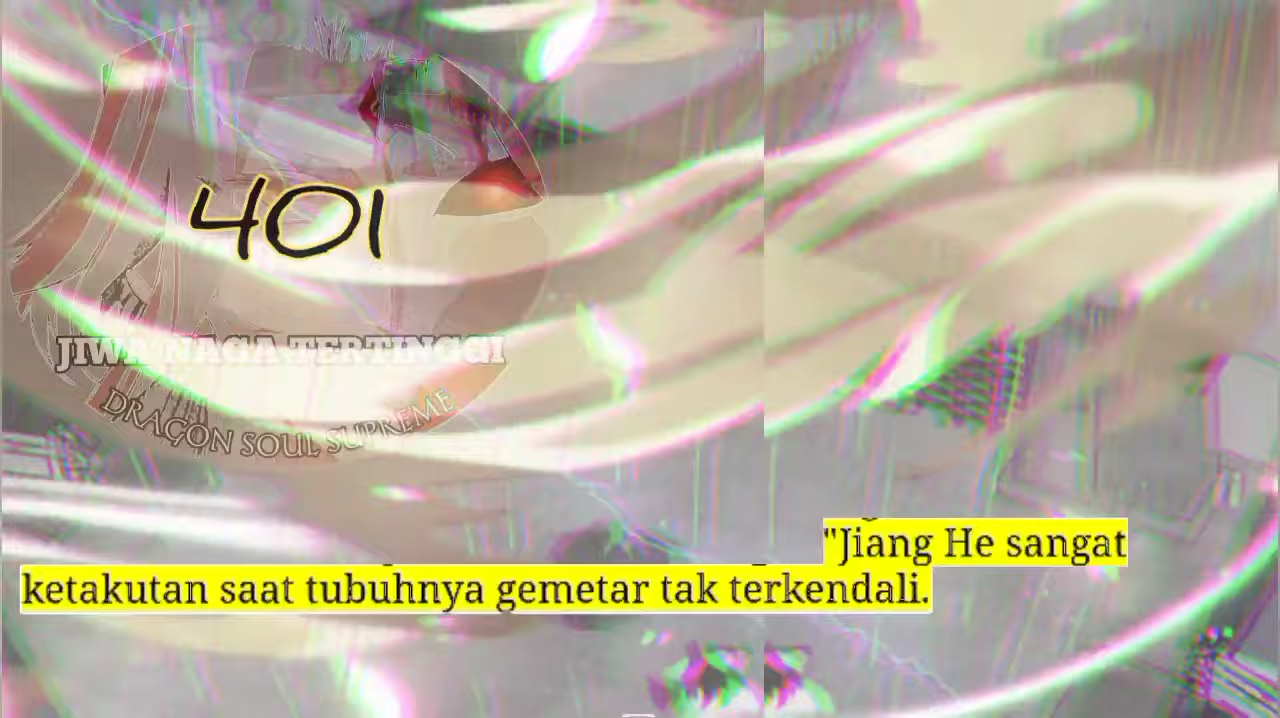 401
JIWA NAGA TERTINGGI
DRAGON SOUL SUPREME
"Jiang He sangat
ketakutan saat tubuhnya gemetar tak terkendali.